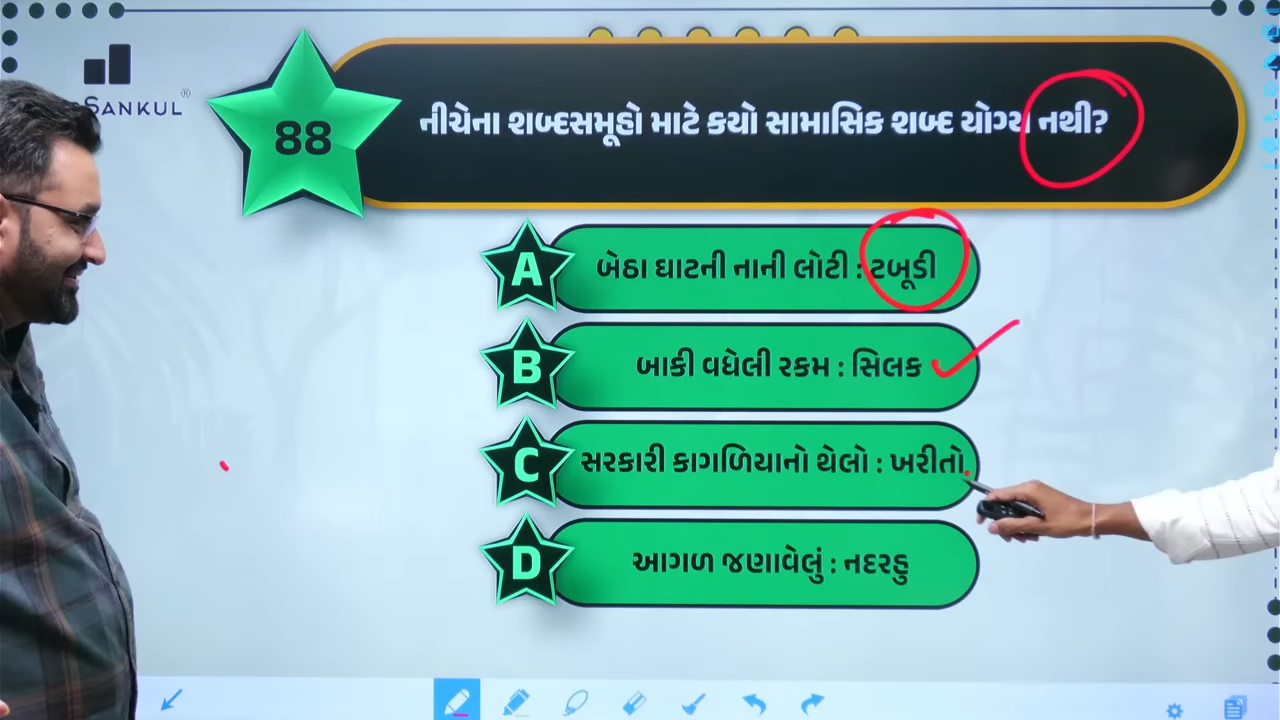 SANKUL®
88
નીચેના શબ્દસમૂહો માટે કયો સામાસિક શબ્દ યોગ્ય નથી?
A બેઠા ઘાટની નાની લોટી : ટબૂડી
B બાકી વધેલી રકમ : સિલક
C સરકારી કાગળિયાનો થેલો : ખરીતો
D આગળ જણાવેલું : નદરહુ